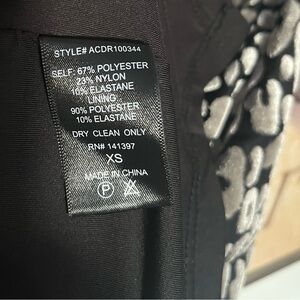 STYLE# ACDR100344
SELF: 67% POLYESTER
23% NYLON
10% ELASTANE
LINING:
90% POLYESTER
10% ELASTANE
DRY CLEAN ONLY
RN# 141397
XS
MADE IN CHINA
P